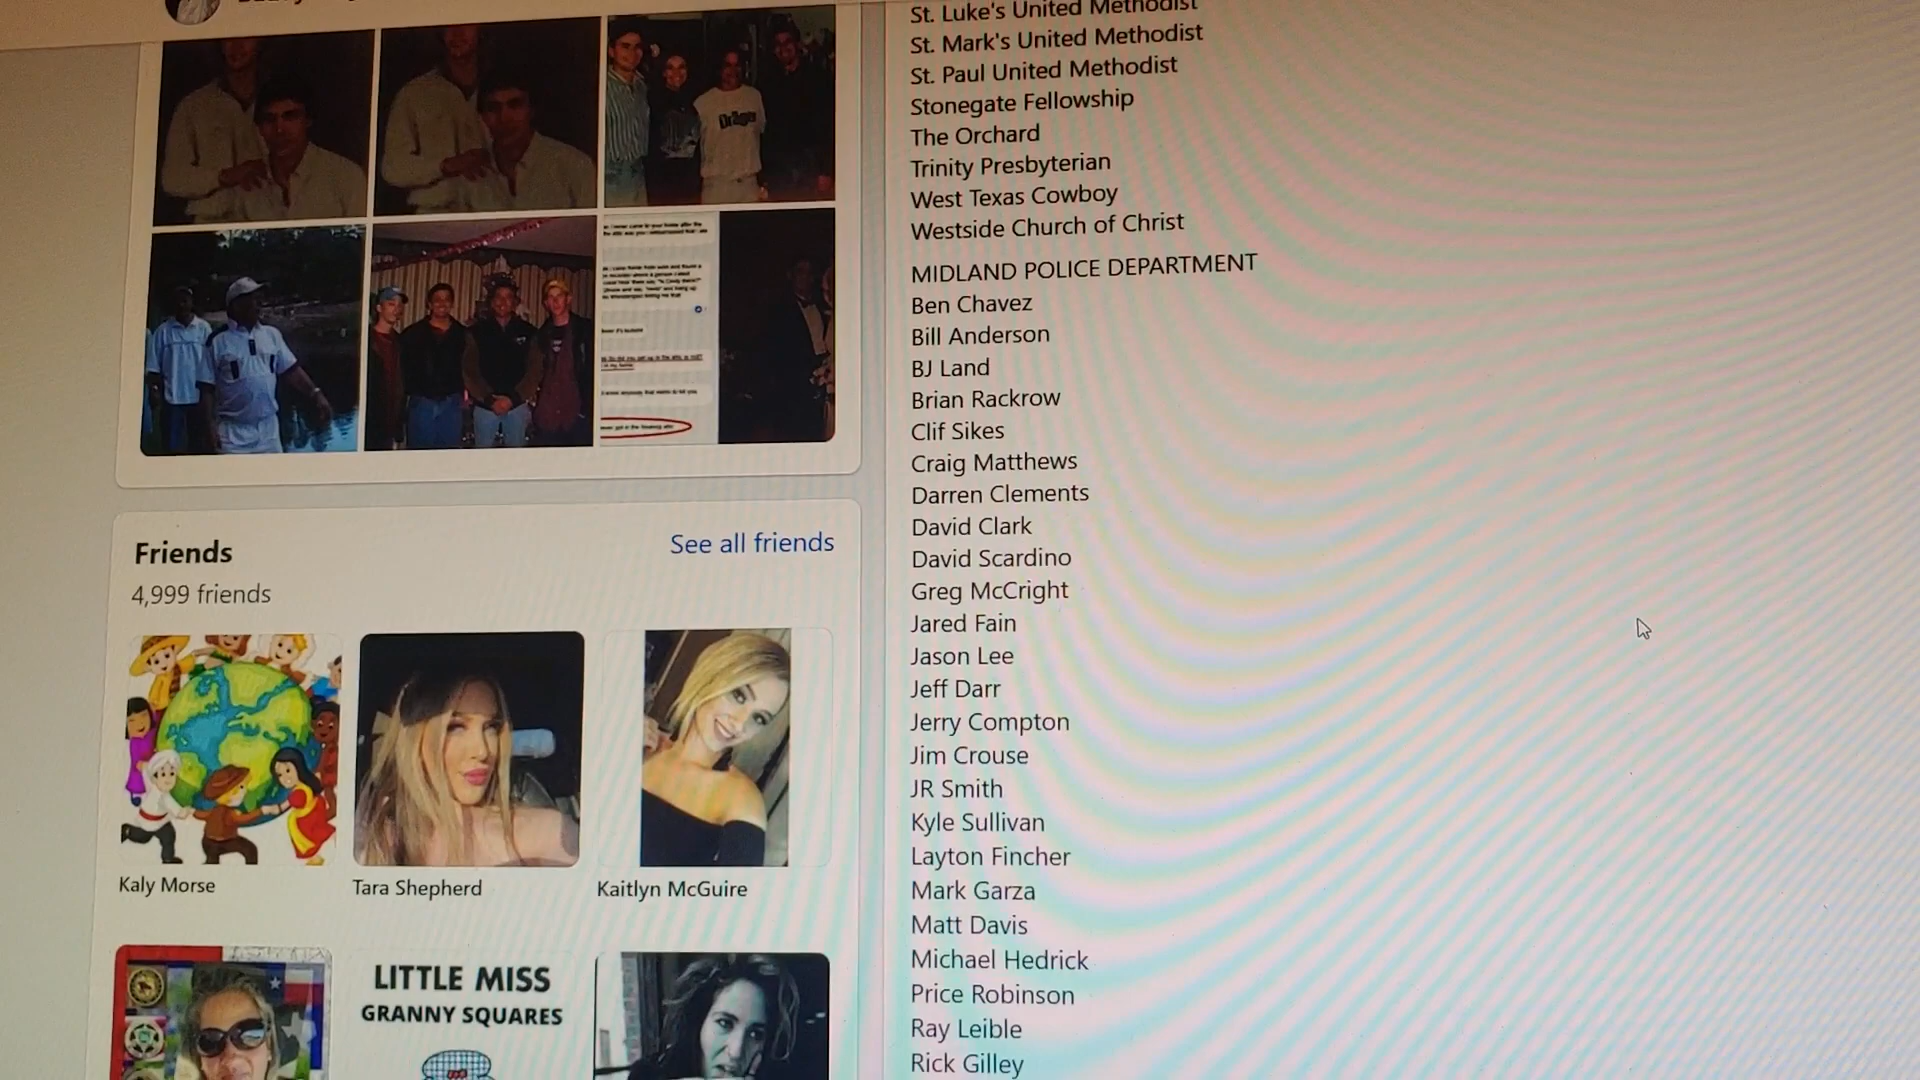 Dräger
Friends
See all friends
4,999 friends
Kaly Morse
Tara Shepherd
Kaitlyn McGuire
LITTLE MISS
GRANNY SQUARES
St. Luke's United Methodist
St. Mark's United Methodist
St. Paul United Methodist
Stonegate Fellowship
The Orchard
Trinity Presbyterian
West Texas Cowboy
Westside Church of Christ
MIDLAND POLICE DEPARTMENT
Ben Chavez
Bill Anderson
BJ Land
Brian Rackrow
Clif Sikes
Craig Matthews
Darren Clements
David Clark
David Scardino
Greg McCright
Jared Fain
Jason Lee
Jeff Darr
Jerry Compton
Jim Crouse
JR Smith
Kyle Sullivan
Layton Fincher
Mark Garza
Matt Davis
Michael Hedrick
Price Robinson
Ray Leible
Rick Gilley